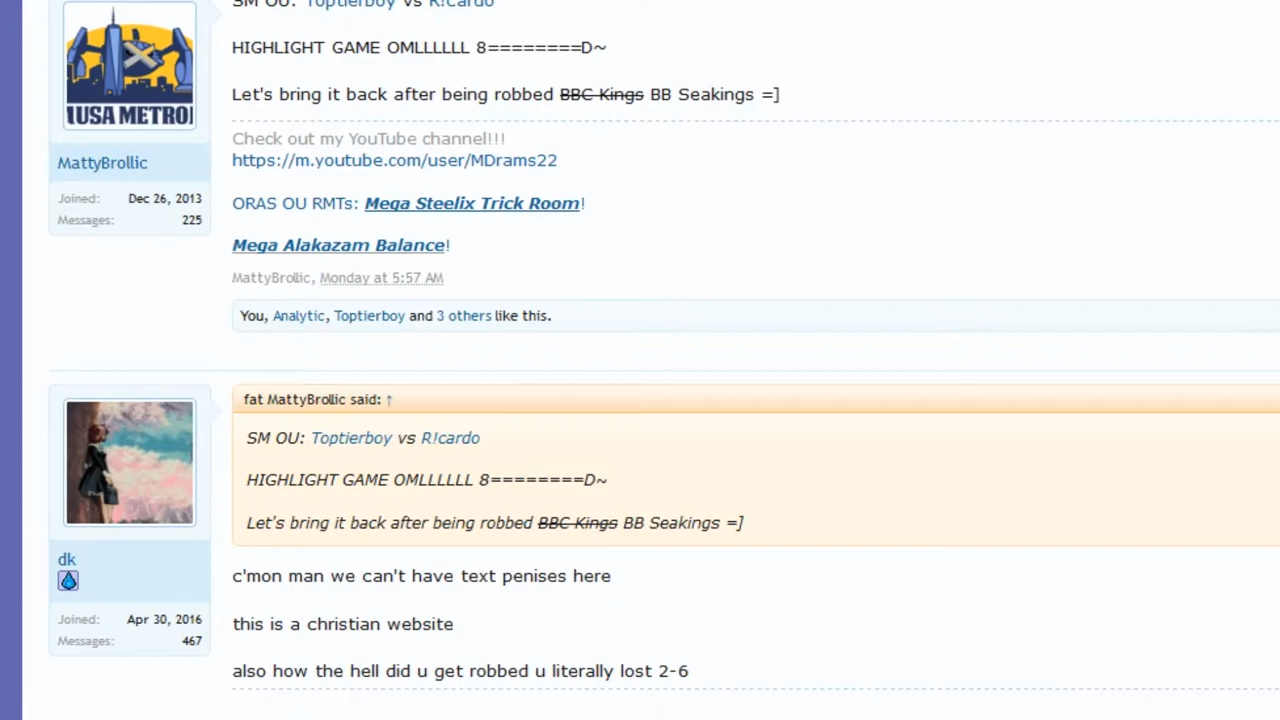 SM OU: Toptierboy vs R!cardo
HIGHLIGHT GAME OMLLLLLL 8========D~
Let's bring it back after being robbed BBC Kings BB Seakings =]
USA METRO
Check out my YouTube channel!!!
MattyBrollic
https://m.youtube.com/user/MDrams22
Joined: Dec 26, 2013
ORAS OU RMTs: Mega Steelix Trick Room!
Messages: 225
Mega Alakazam Balance!
MattyBrollic, Monday at 5:57 AM
You, Analytic, Toptierboy and 3 others like this.
fat MattyBrollic said: ↑
SM OU: Toptierboy vs R!cardo
HIGHLIGHT GAME OMLLLLLL 8========D~
Let's bring it back after being robbed BBC Kings BB Seakings =]
dk
c'mon man we can't have text penises here
Joined: Apr 30, 2016
this is a christian website
Messages: 467
also how the hell did u get robbed u literally lost 2-6